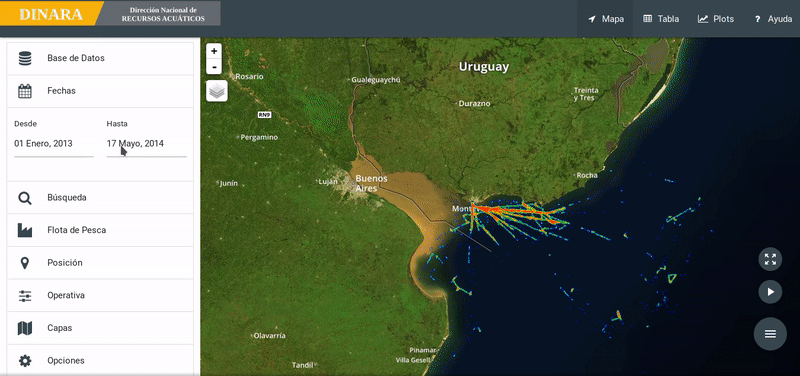 DINARA
Dirección Nacional de
RECURSOS ACUÁTICOS
Mapa
Tabla
Plots
? Ayuda
Base de Datos
Fechas
Desde
Hasta
01 Enero, 2013
17 Mayo, 2014
Búsqueda
Flota de Pesca
Posición
Operativa
Capas
Opciones
+
-
Rosario
Gualeguaychú
Uruguay
Treinta
y Tres
Durazno
RN9
Pergamino
Junín
Luján
Buenos
Aires
Rocha
Mont
Olavarría
Tandil
Pinamar
Villa Gesell